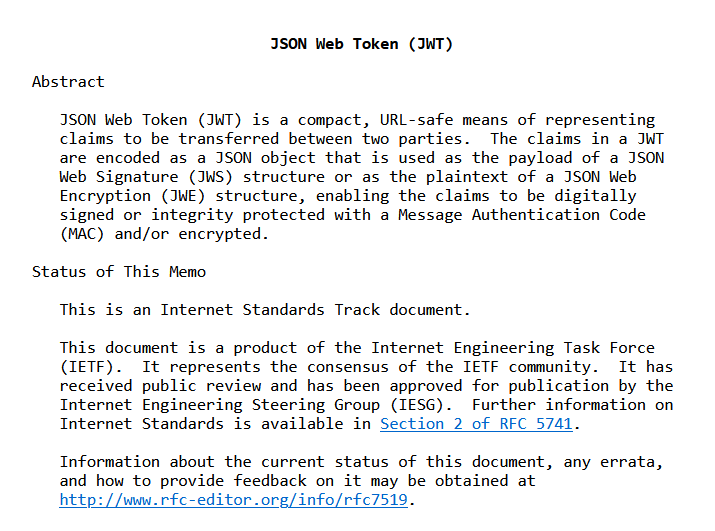 JSON Web Token (JWT)
Abstract
JSON Web Token (JWT) is a compact, URL-safe means of representing
claims to be transferred between two parties.  The claims in a JWT
are encoded as a JSON object that is used as the payload of a JSON
Web Signature (JWS) structure or as the plaintext of a JSON Web
Encryption (JWE) structure, enabling the claims to be digitally
signed or integrity protected with a Message Authentication Code
(MAC) and/or encrypted.
Status of This Memo
This is an Internet Standards Track document.
This document is a product of the Internet Engineering Task Force
(IETF).  It represents the consensus of the IETF community.  It has
received public review and has been approved for publication by the
Internet Engineering Steering Group (IESG).  Further information on
Internet Standards is available in Section 2 of RFC 5741.
Information about the current status of this document, any errata,
and how to provide feedback on it may be obtained at
http://www.rfc-editor.org/info/rfc7519.